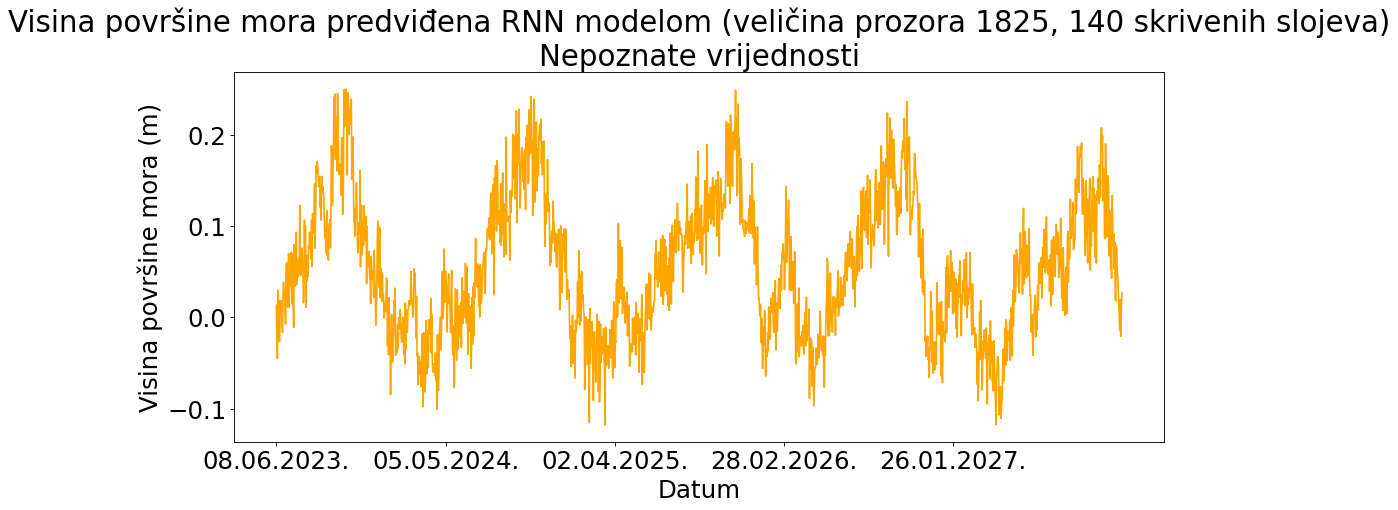 Visina površine mora predviđena RNN modelom (veličina prozora 1825, 140 skrivenih slojeva)
Nepoznate vrijednosti
Visina površine mora (m)
0.2
0.1
0.0
−0.1
08.06.2023. 05.05.2024. 02.04.2025. 28.02.2026. 26.01.2027.
Datum